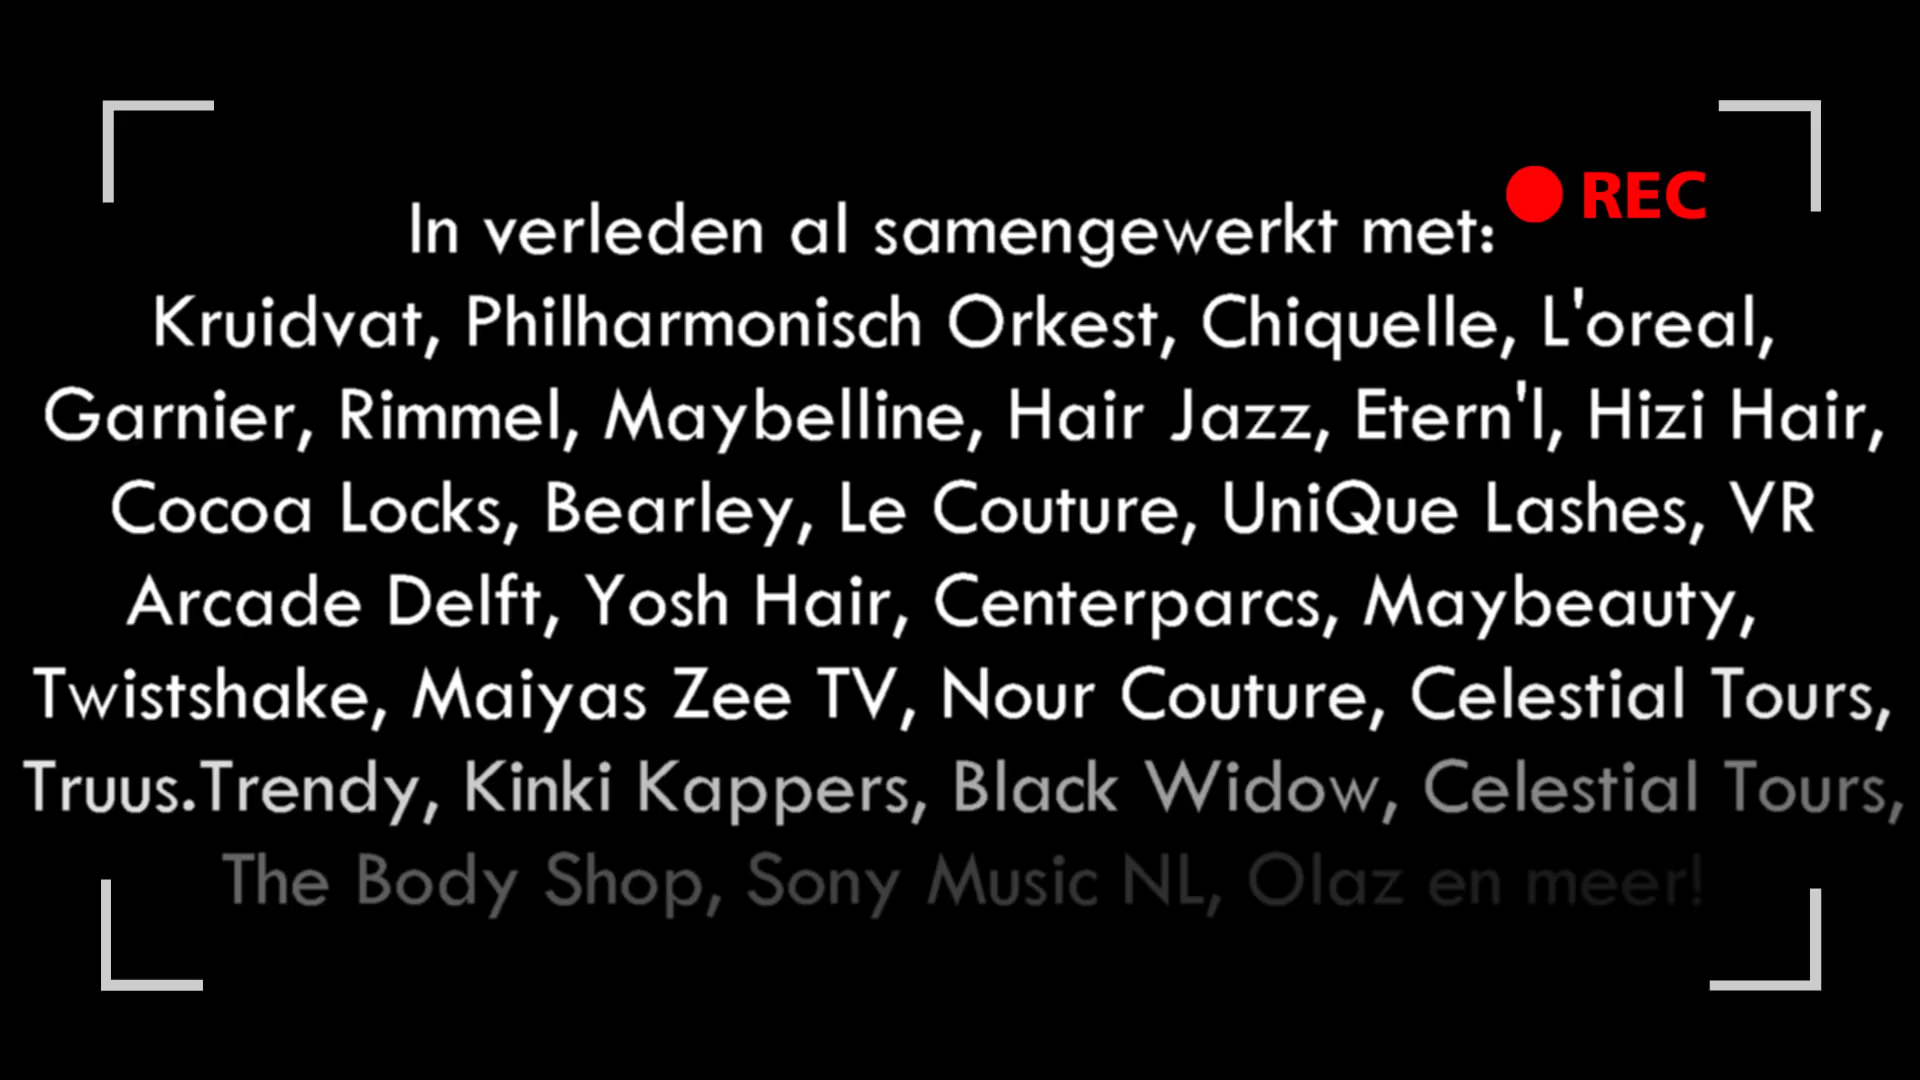 REC
In verleden al samengewerkt met:
Kruidvat, Philharmonisch Orkest, Chiquelle, L'oreal,
Garnier, Rimmel, Maybelline, Hair Jazz, Etern'l, Hizi Hair,
Cocoa Locks, Bearley, Le Couture, UniQue Lashes, VR
Arcade Delft, Yosh Hair, Centerparcs, Maybeauty,
Twistshake, Maiyas Zee TV, Nour Couture, Celestial Tours,
Truus.Trendy, Kinki Kappers, Black Widow, Celestial Tours,
The Body Shop, Sony Music NL, Olaz en meer!